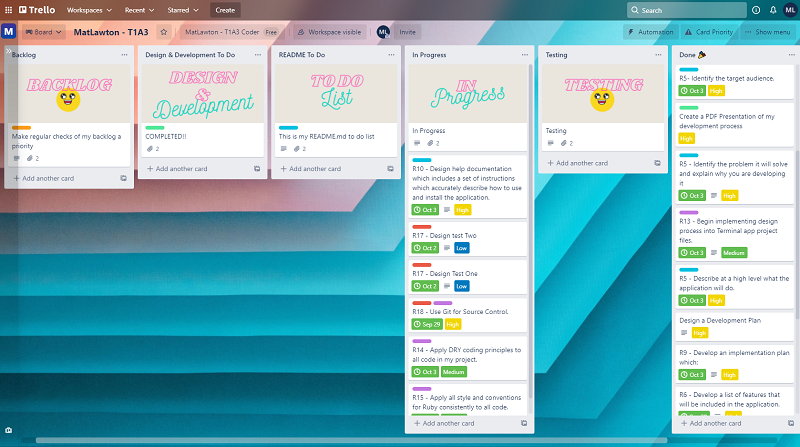 Trello
Workspaces
Recent
Starred
Create
Search
ML
M
Board
MatLawton - T1A3
MatLawton - T1A3 Coder
Free
Workspace visible
ML
Invite
Automation
Card Priority
Show menu
Backlog
BACKLOG
Make regular checks of my backlog a
priority
2
+ Add another card
Design & Development To Do
DESIGN
&
Development
COMPLETED!!
2
+ Add another card
README To Do
TO DO
List
This is my README.md to do list
2
+ Add another card
In Progress
IN
Progress
In Progress
2
R10 - Design help documentation
which includes a set of instructions
which accurately describe how to use
and install the application.
Oct 3 High
R17 - Design test Two
Oct 2 Low
R17 - Design Test One
Oct 2 Low
R18 - Use Git for Source Control.
Sep 29 High
R14 - Apply DRY coding principles to
all code in my project.
Oct 3 Medium
R15 - Apply all style and conventions
for Ruby consistently to all code.
+ Add another card
Testing
TESTING
Testing
2
+ Add another card
Done
R5- Identify the target audience.
Oct 3 High
Create a PDF Presentation of my
development process
High
R5 - Identify the problem it will solve
and explain why you are developing
it
Oct 3 High
R13 - Begin implementing design
process into Terminal app project
files.
Oct 3 Medium
R5 - Describe at a high level what the
application will do.
Oct 3 High
Design a Development Plan
High
R9 - Develop an implementation plan
which:
Oct 3 High
R6 - Develop a list of features that
will be included in the application.
+ Add another card